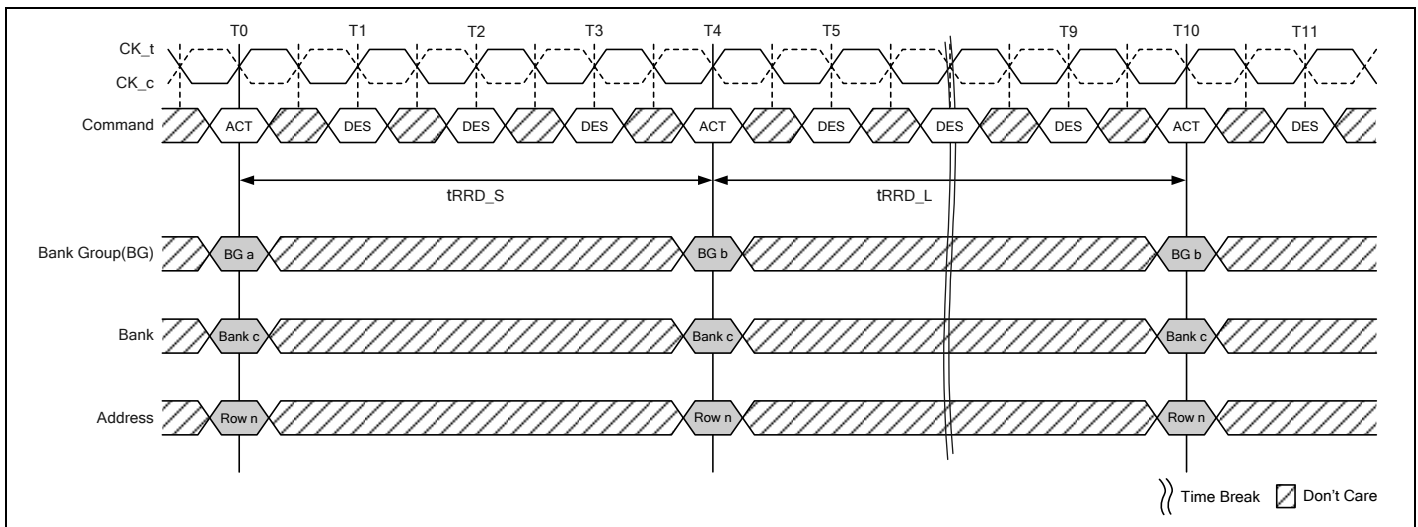 T0 T1 T2 T3 T4 T5 T9 T10 T11
CK_t
CK_c
Command ACT DES DES DES ACT DES DES DES ACT DES
tRRD_S tRRD_L
Bank Group(BG) BG a BG b BG b
Bank Bank c Bank c Bank c
Address Row n Row n Row n
Time Break Don't Care